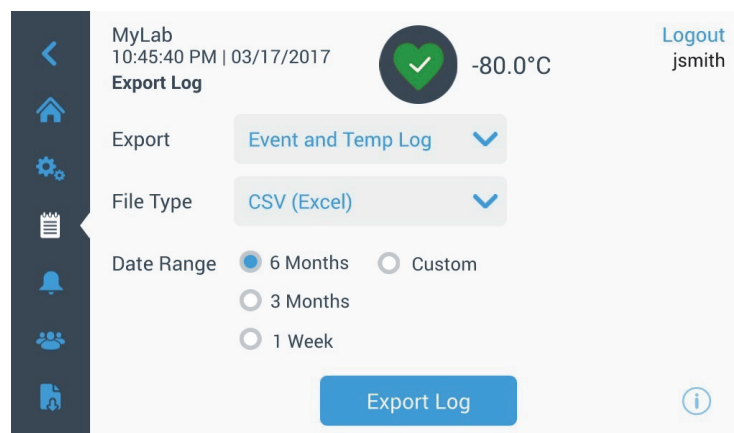 MyLab
10:45:40 PM | 03/17/2017
Export Log
-80.0°C
Logout
jsmith
Export
Event and Temp Log
File Type
CSV (Excel)
Date Range
6 Months
Custom
3 Months
1 Week
Export Log
i